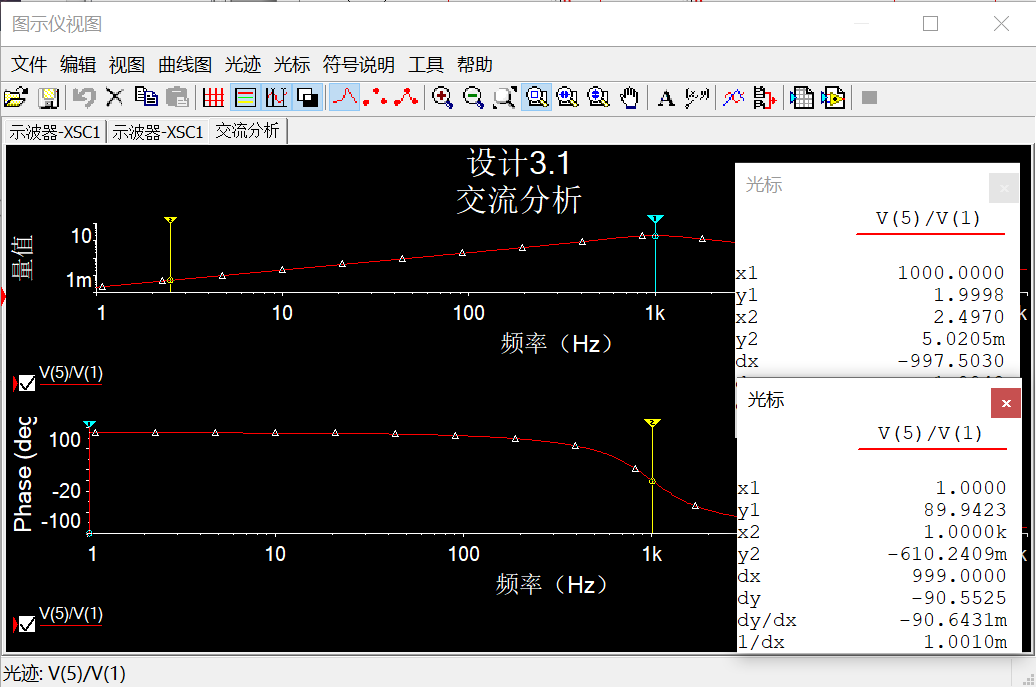 图示仪视图
文件 编辑 视图 曲线图 光迹 光标 符号说明 工具 帮助
示波器-XSC1 示波器-XSC1 交流分析
设计3.1
交流分析
量值
10
1m
1 10 100 1k
频率（Hz）
V(5)/V(1)
光标
V(5)/V(1)
x1 1000.0000
y1 1.9998
x2 2.4970
y2 5.0205m
dx -997.5030
Phase (deg
100
-20
-100
1 10 100 1k
频率（Hz）
V(5)/V(1)
光标
V(5)/V(1)
x1 1.0000
y1 89.9423
x2 1.0000k
y2 -610.2409m
dx 999.0000
dy -90.5525
dy/dx -90.6431m
1/dx 1.0010m
光迹: V(5)/V(1)